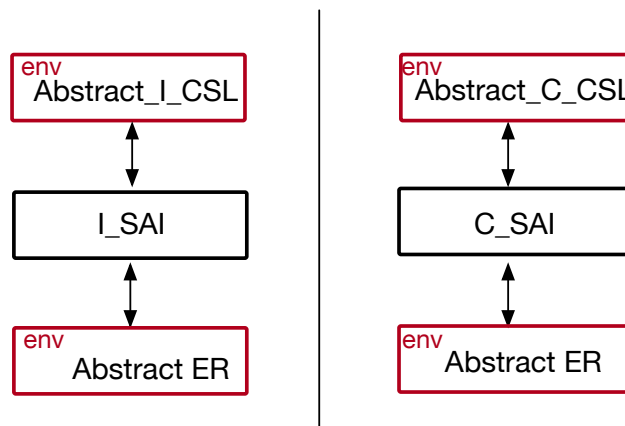 env
Abstract_I_CSL
I_SAI
env
Abstract ER
env
Abstract_C_CSL
C_SAI
env
Abstract ER